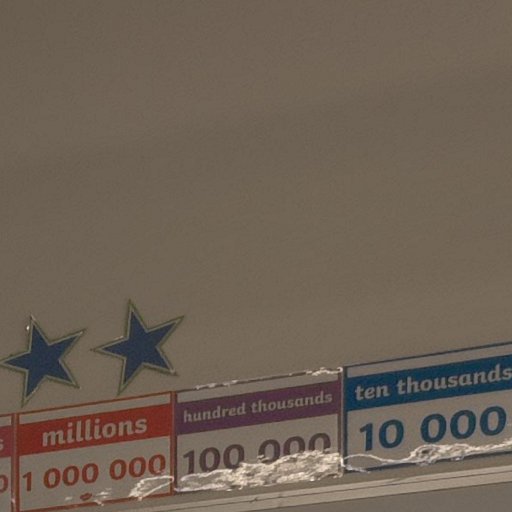 millions
1 000 000
hundred thousands
100 000
ten thousands
10 000